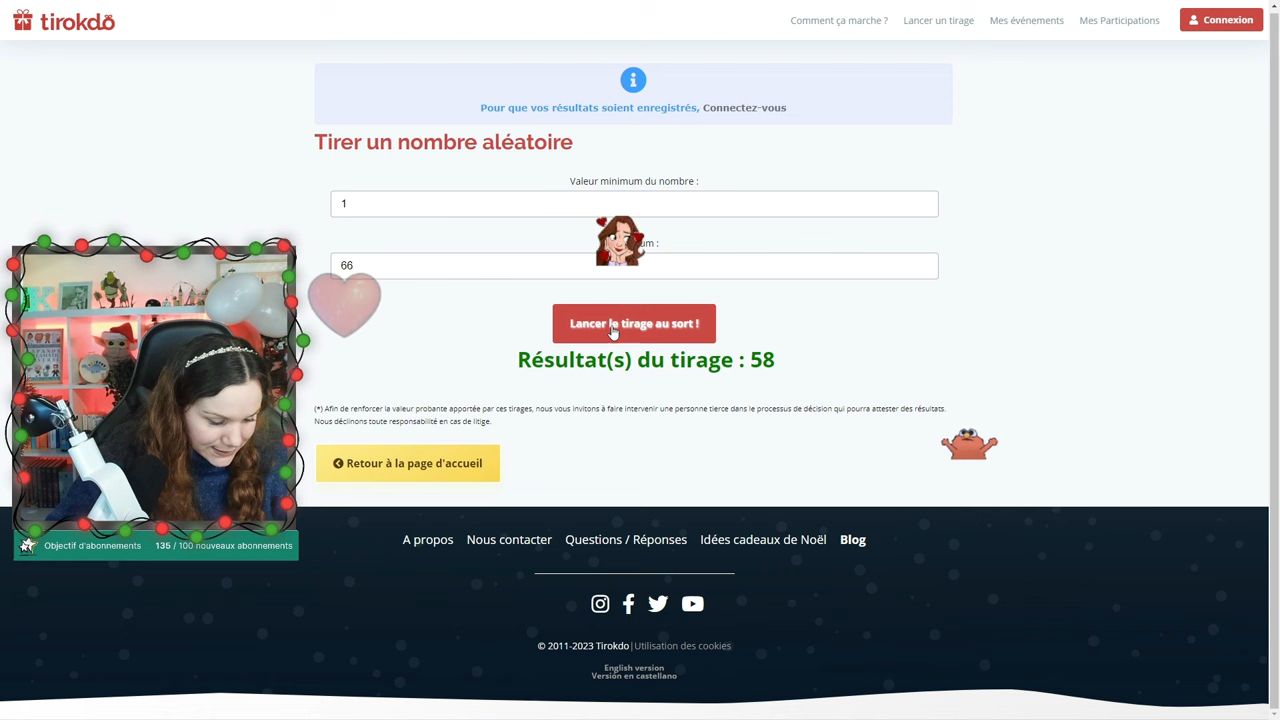 tirokdo
Comment ça marche ?
Lancer un tirage
Mes événements
Mes Participations
Connexion
Pour que vos résultats soient enregistrés, Connectez-vous
Tirer un nombre aléatoire
Valeur minimum du nombre :
1
um :
66
Lancer le tirage au sort !
Résultat(s) du tirage : 58
(*) Afin de renforcer la valeur probante apportée par ces tirages, nous vous invitons à faire intervenir une personne tierce dans le processus de décision qui pourra attester des résultats.
Nous déclinons toute responsabilité en cas de litige.
Retour à la page d'accueil
Objectif d'abonnements
135 / 100 nouveaux abonnements
A propos
Nous contacter
Questions / Réponses
Idées cadeaux de Noël
Blog
© 2011-2023 Tirokdo|Utilisation des cookies
English version
Versión en castellano